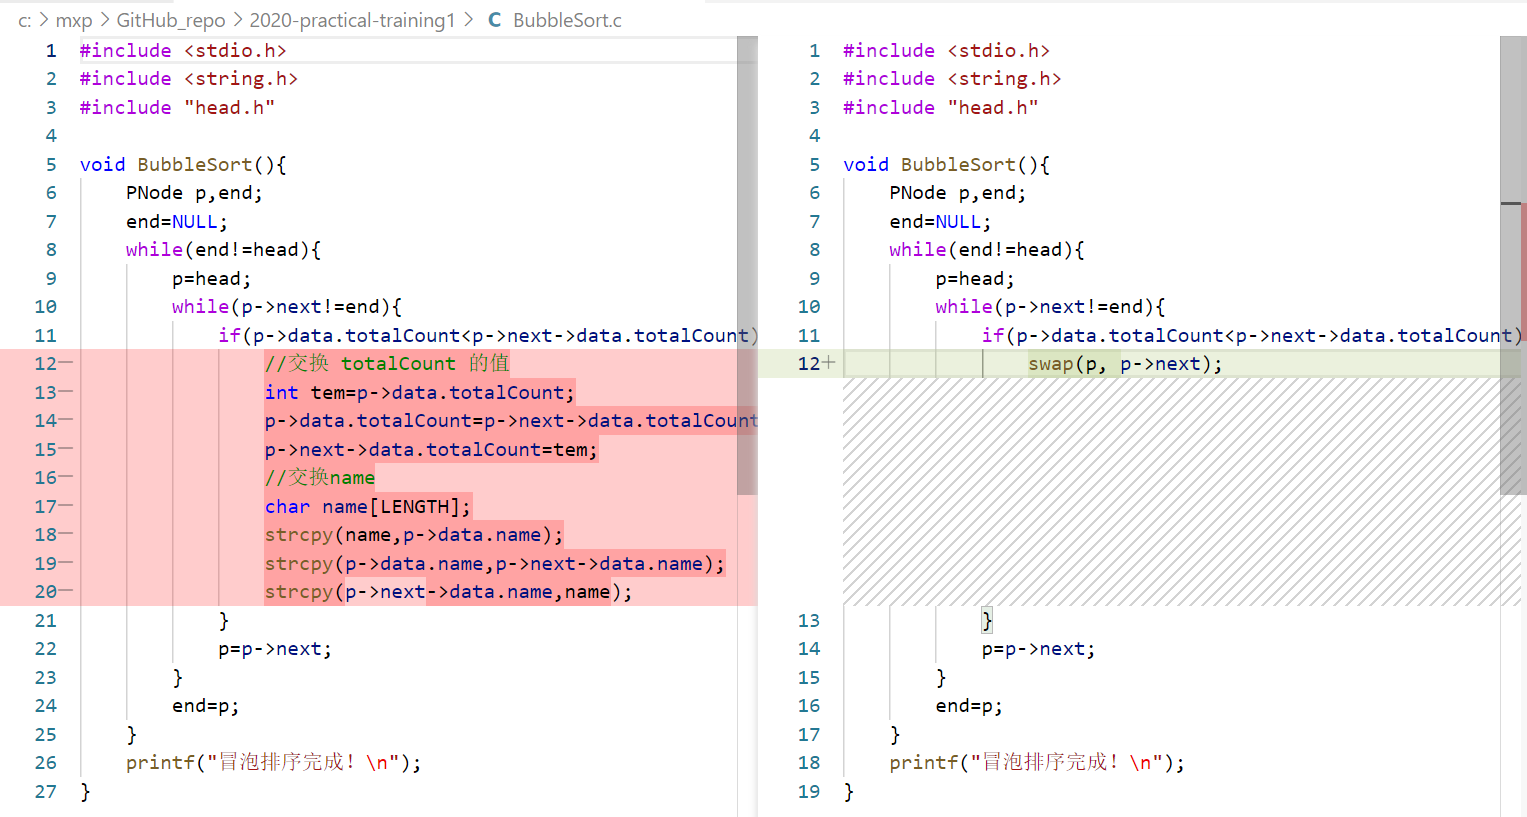 c: > mxp > GitHub_repo > 2020-practical-training1 > C BubbleSort.c
1 #include <stdio.h>
2 #include <string.h>
3 #include "head.h"
4
5 void BubbleSort(){
6     PNode p,end;
7     end=NULL;
8     while(end!=head){
9         p=head;
10         while(p->next!=end){
11             if(p->data.totalCount<p->next->data.totalCount)
12—                 //交换 totalCount 的值
13—                 int tem=p->data.totalCount;
14—                 p->data.totalCount=p->next->data.totalCount
15—                 p->next->data.totalCount=tem;
16—                 //交换name
17—                 char name[LENGTH];
18—                 strcpy(name,p->data.name);
19—                 strcpy(p->data.name,p->next->data.name);
20—                 strcpy(p->next->data.name,name);
21             }
22             p=p->next;
23         }
24         end=p;
25     }
26     printf("冒泡排序完成！\n");
27 }
1 #include <stdio.h>
2 #include <string.h>
3 #include "head.h"
4
5 void BubbleSort(){
6     PNode p,end;
7     end=NULL;
8     while(end!=head){
9         p=head;
10         while(p->next!=end){
11             if(p->data.totalCount<p->next->data.totalCount)
12+                 swap(p, p->next);
13             }
14             p=p->next;
15         }
16         end=p;
17     }
18     printf("冒泡排序完成！\n");
19 }